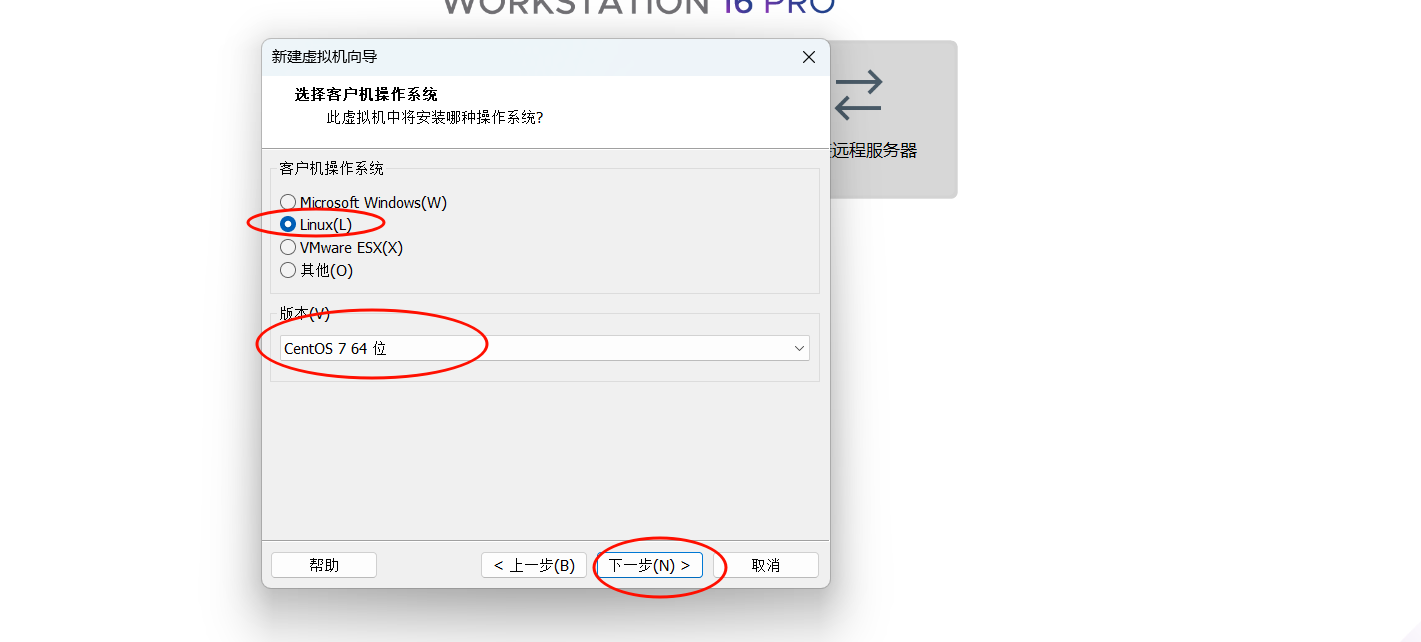 WORKSTATION 16 PRO
新建虚拟机向导
选择客户机操作系统
此虚拟机中将安装哪种操作系统?
远程服务器
客户机操作系统
Microsoft Windows(W)
Linux(L)
VMware ESX(X)
其他(O)
版本(V)
CentOS 7 64 位
帮助
< 上一步(B)
下一步(N) >
取消